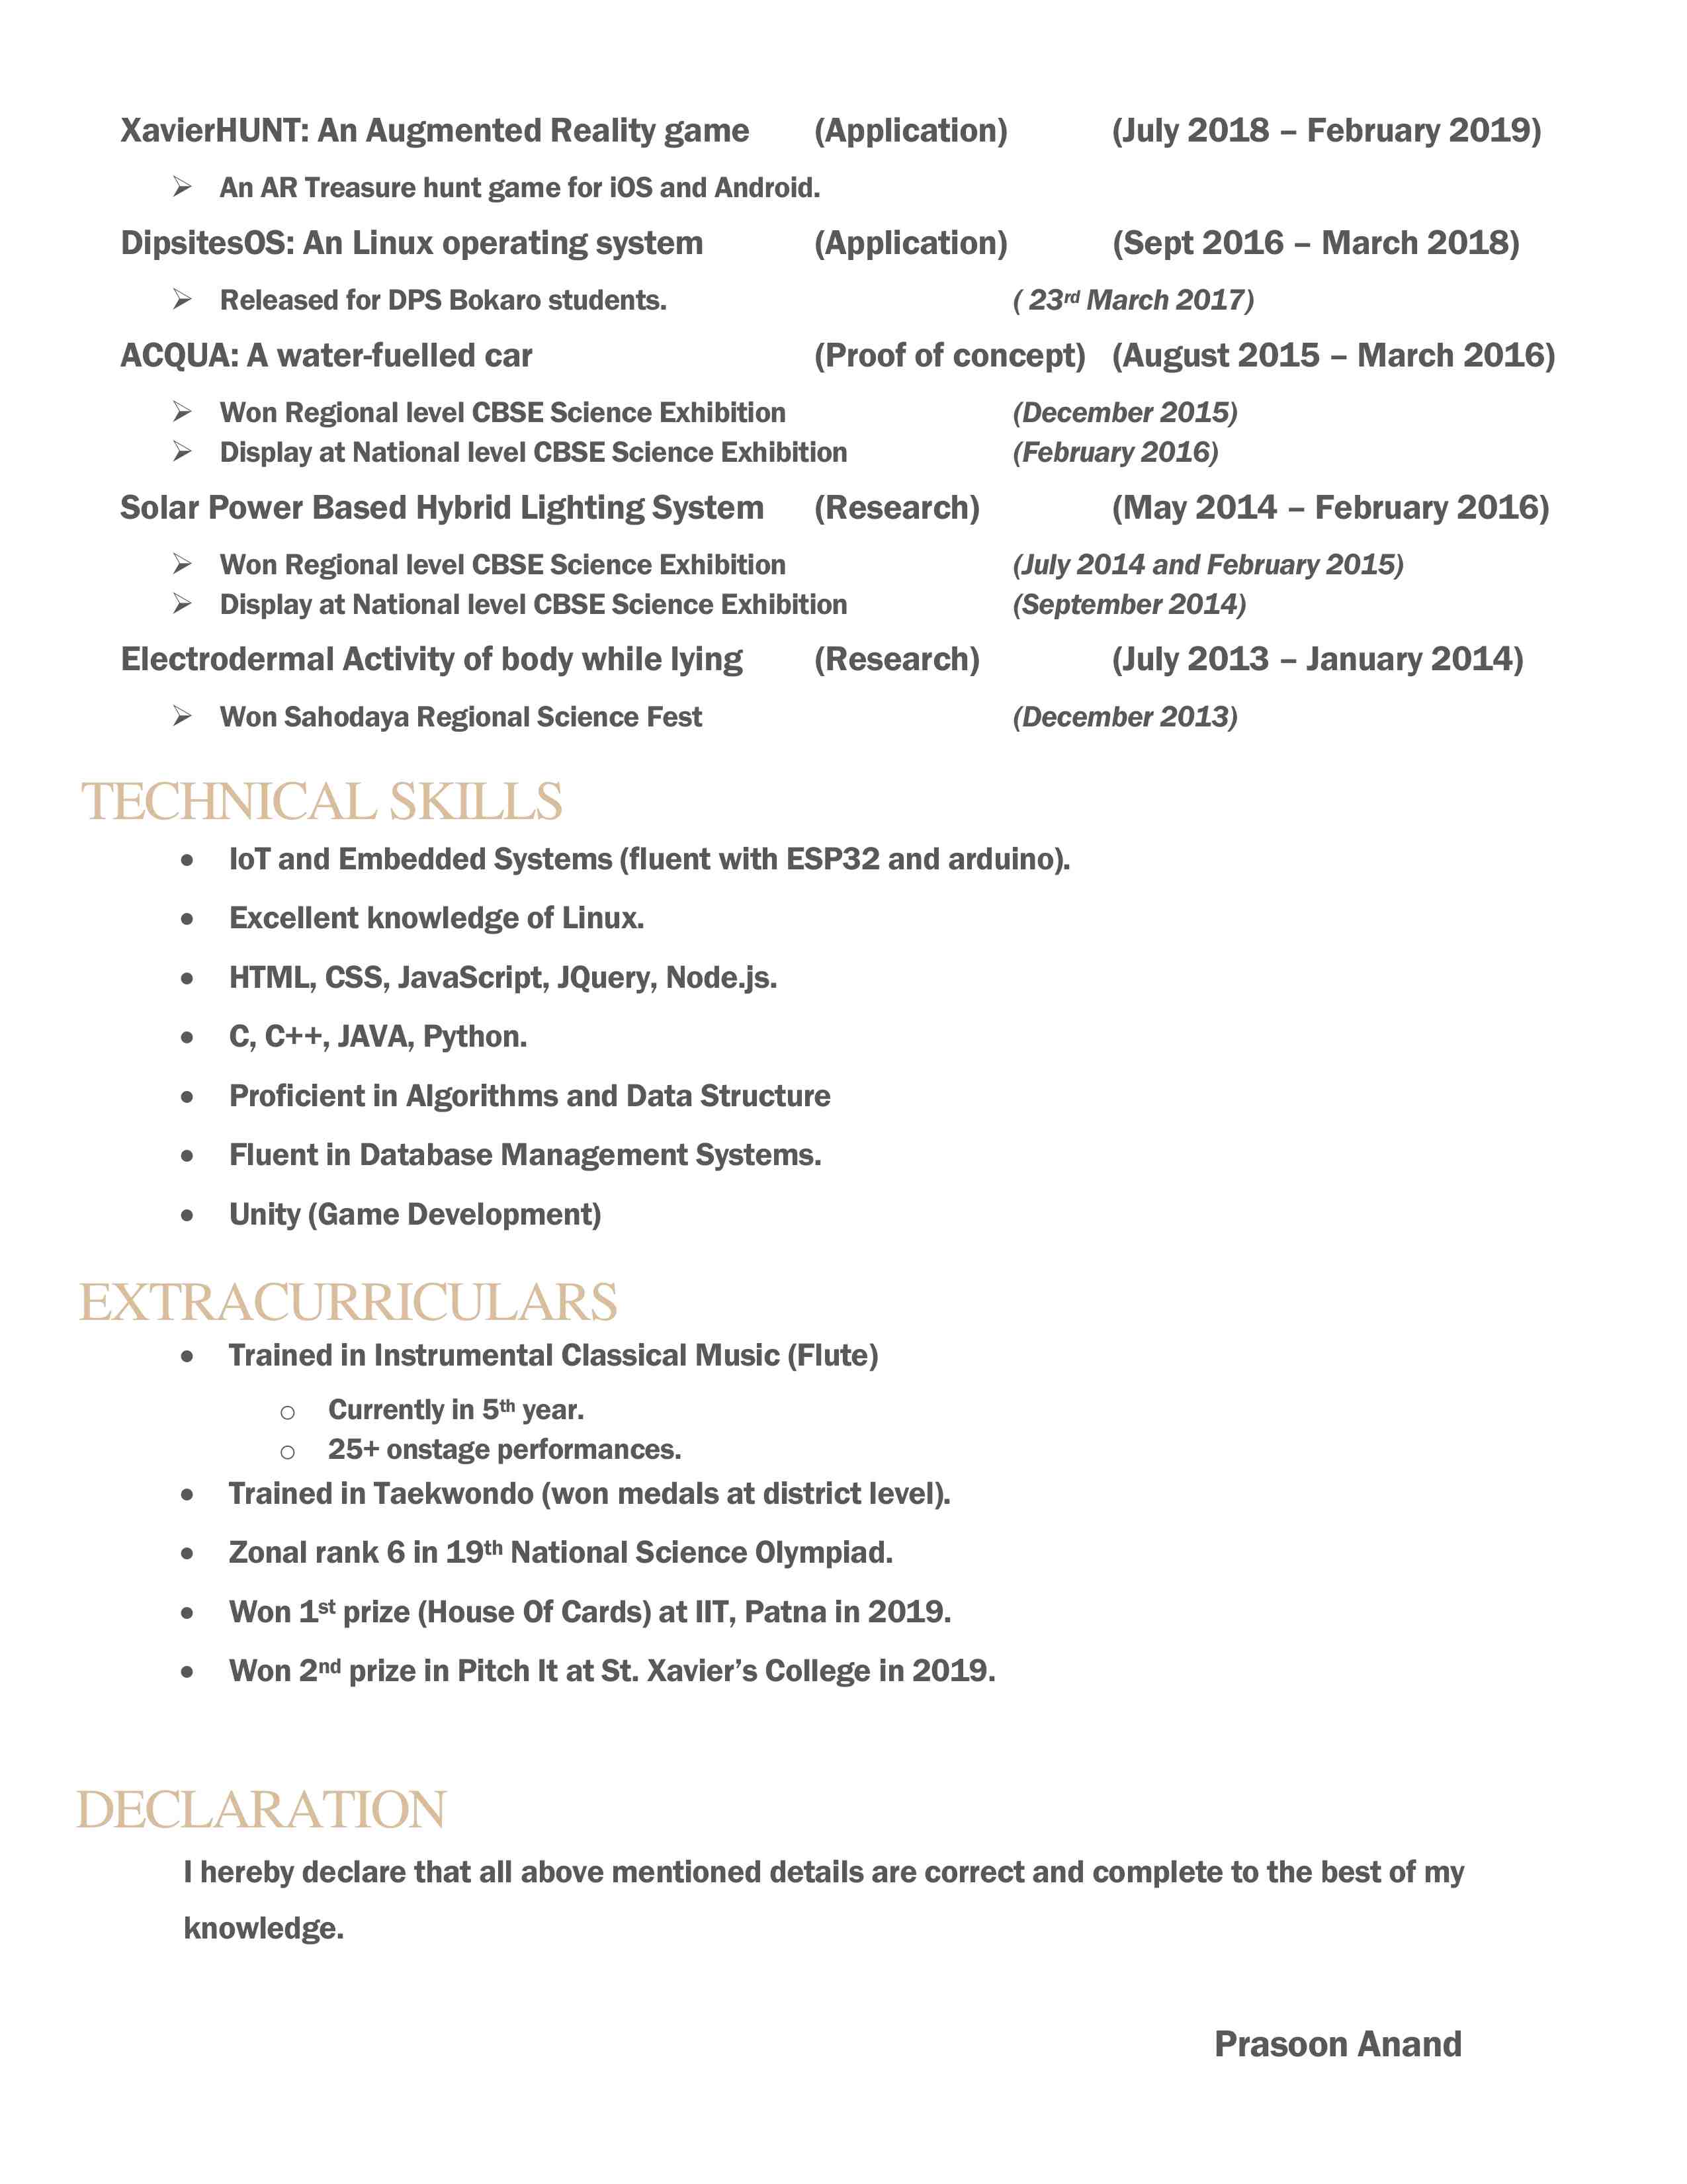 XavierHUNT: An Augmented Reality game (Application) (July 2018 – February 2019)
➢ An AR Treasure hunt game for iOS and Android.
DipsitesOS: An Linux operating system (Application) (Sept 2016 – March 2018)
➢ Released for DPS Bokaro students. ( 23rd March 2017)
ACQUA: A water-fuelled car (Proof of concept) (August 2015 – March 2016)
➢ Won Regional level CBSE Science Exhibition (December 2015)
➢ Display at National level CBSE Science Exhibition (February 2016)
Solar Power Based Hybrid Lighting System (Research) (May 2014 – February 2016)
➢ Won Regional level CBSE Science Exhibition (July 2014 and February 2015)
➢ Display at National level CBSE Science Exhibition (September 2014)
Electrodermal Activity of body while lying (Research) (July 2013 – January 2014)
➢ Won Sahodaya Regional Science Fest (December 2013)
TECHNICAL SKILLS
• IoT and Embedded Systems (fluent with ESP32 and arduino).
• Excellent knowledge of Linux.
• HTML, CSS, JavaScript, JQuery, Node.js.
• C, C++, JAVA, Python.
• Proficient in Algorithms and Data Structure
• Fluent in Database Management Systems.
• Unity (Game Development)
EXTRACURRICULARS
• Trained in Instrumental Classical Music (Flute)
o Currently in 5th year.
o 25+ onstage performances.
• Trained in Taekwondo (won medals at district level).
• Zonal rank 6 in 19th National Science Olympiad.
• Won 1st prize (House Of Cards) at IIT, Patna in 2019.
• Won 2nd prize in Pitch It at St. Xavier’s College in 2019.
DECLARATION
I hereby declare that all above mentioned details are correct and complete to the best of my
knowledge.
Prasoon Anand